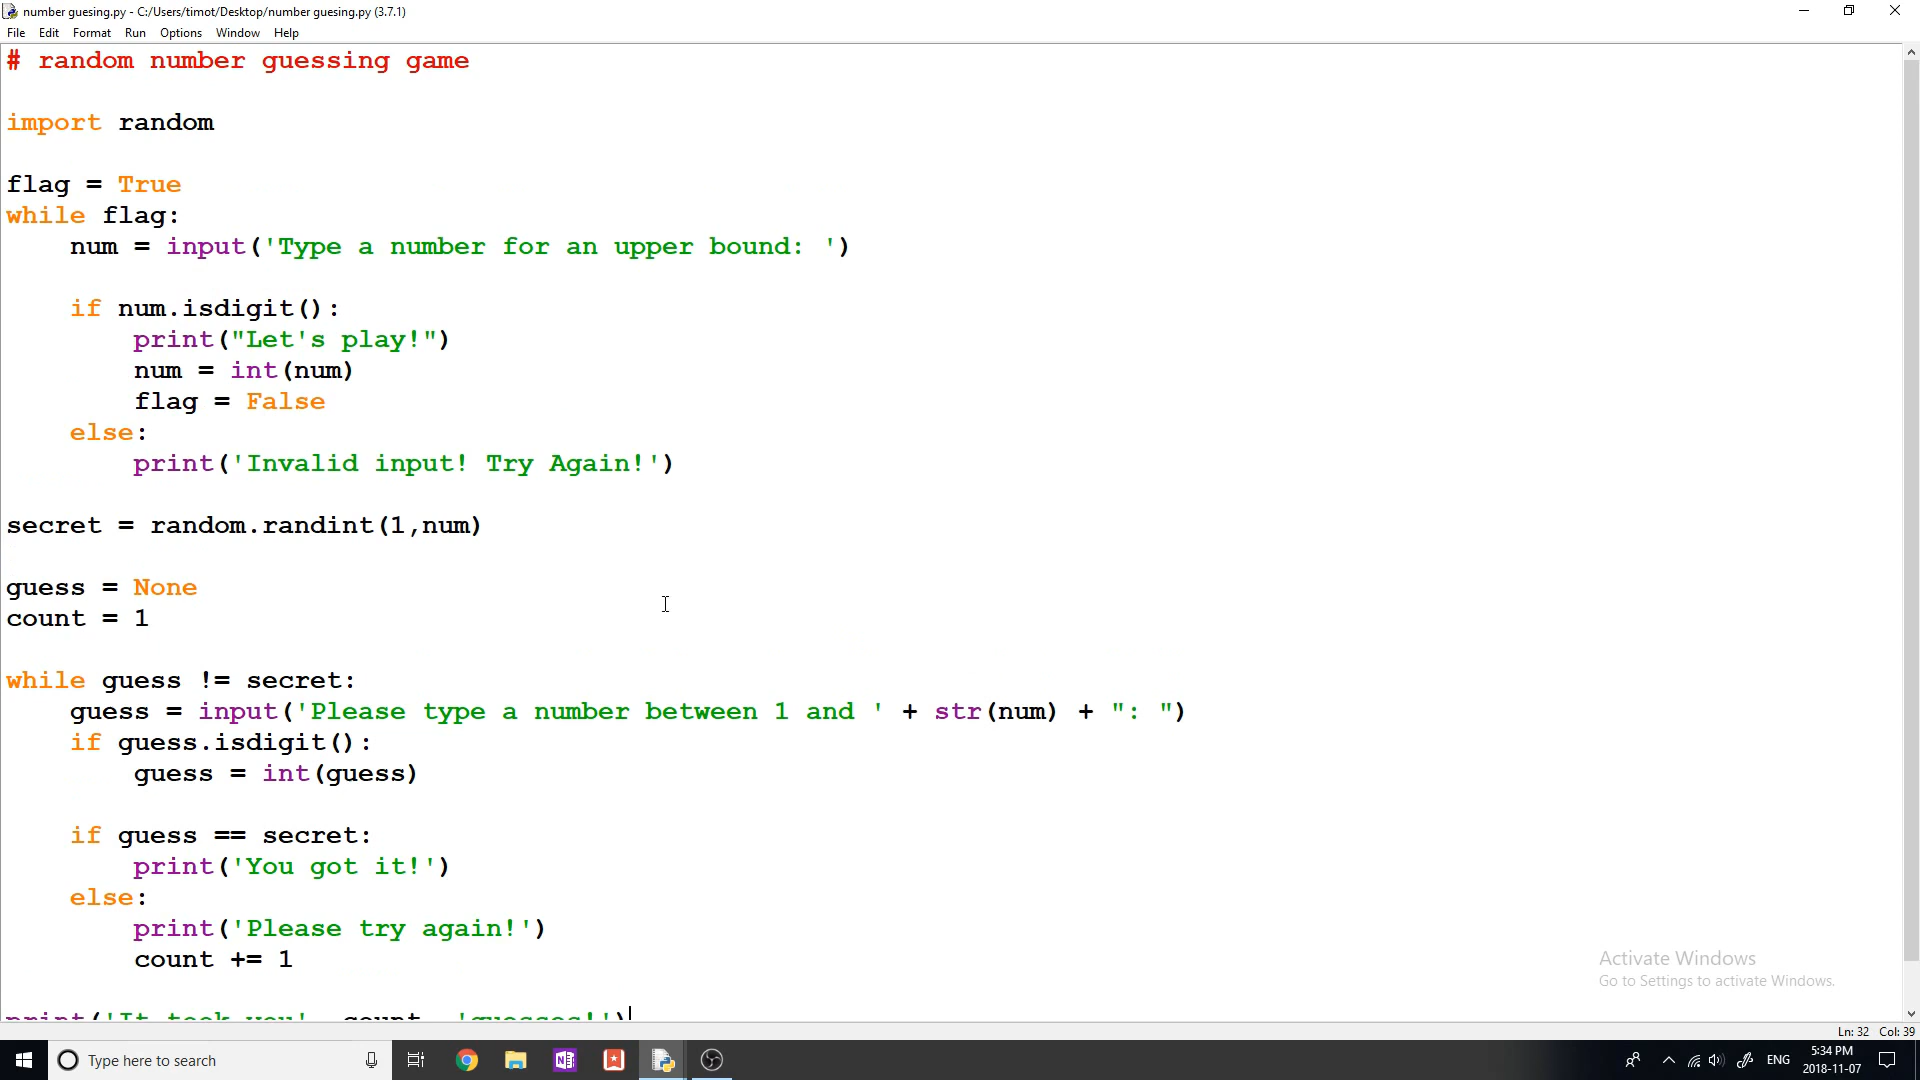 number guesing.py - C:/Users/timot/Desktop/number guesing.py (3.7.1)
File Edit Format Run Options Window Help
# random number guessing game
import random
flag = True
while flag:
    num = input('Type a number for an upper bound: ')
    if num.isdigit():
        print("Let's play!")
        num = int(num)
        flag = False
    else:
        print('Invalid input! Try Again!')
secret = random.randint(1,num)
guess = None
count = 1
while guess != secret:
    guess = input('Please type a number between 1 and ' + str(num) + ": ")
    if guess.isdigit():
        guess = int(guess)
    if guess == secret:
        print('You got it!')
    else:
        print('Please try again!')
        count += 1
print('It took you', count, 'guesses!')
Activate Windows
Go to Settings to activate Windows.
Ln: 32 Col: 39
Type here to search
ENG
5:34 PM
2018-11-07